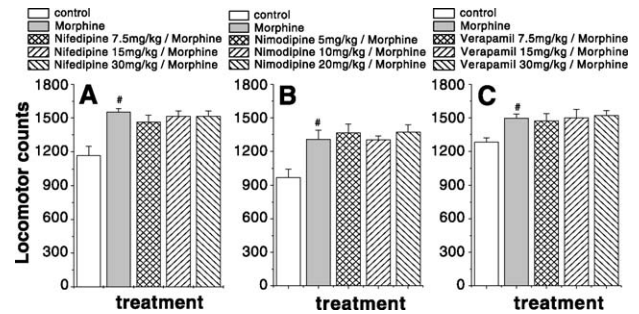 control
Morphine
Nifedipine 7.5mg/kg / Morphine
Nifedipine 15mg/kg / Morphine
Nifedipine 30mg/kg / Morphine
control
Morphine
Nimodipine 5mg/kg / Morphine
Nimodipine 10mg/kg / Morphine
Nimodipine 20mg/kg / Morphine
control
Morphine
Verapamil 7.5mg/kg / Morphine
Verapamil 15mg/kg / Morphine
Verapamil 30mg/kg / Morphine
Locomotor counts
1800
1500
1200
900
600
300
0
A
#
treatment
1800
1500
1200
900
600
300
0
B
#
treatment
1800
1500
1200
900
600
300
0
C
#
treatment